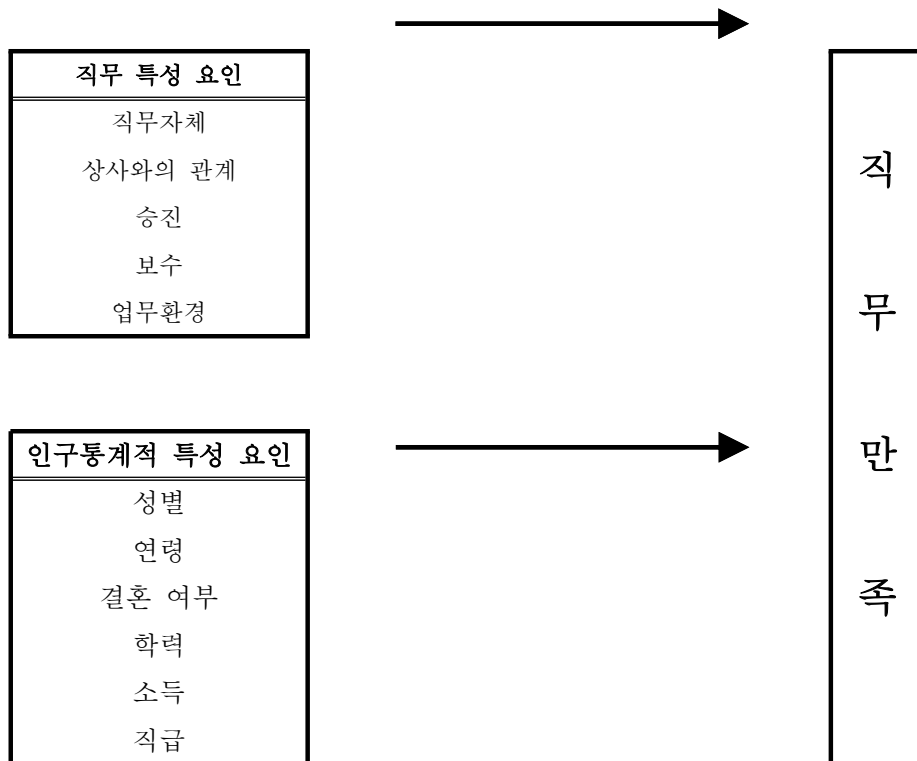 직무 특성 요인
직무자체
상사와의 관계
승진
보수
업무환경
인구통계적 특성 요인
성별
연령
결혼 여부
학력
소득
직급
직
무
만
족